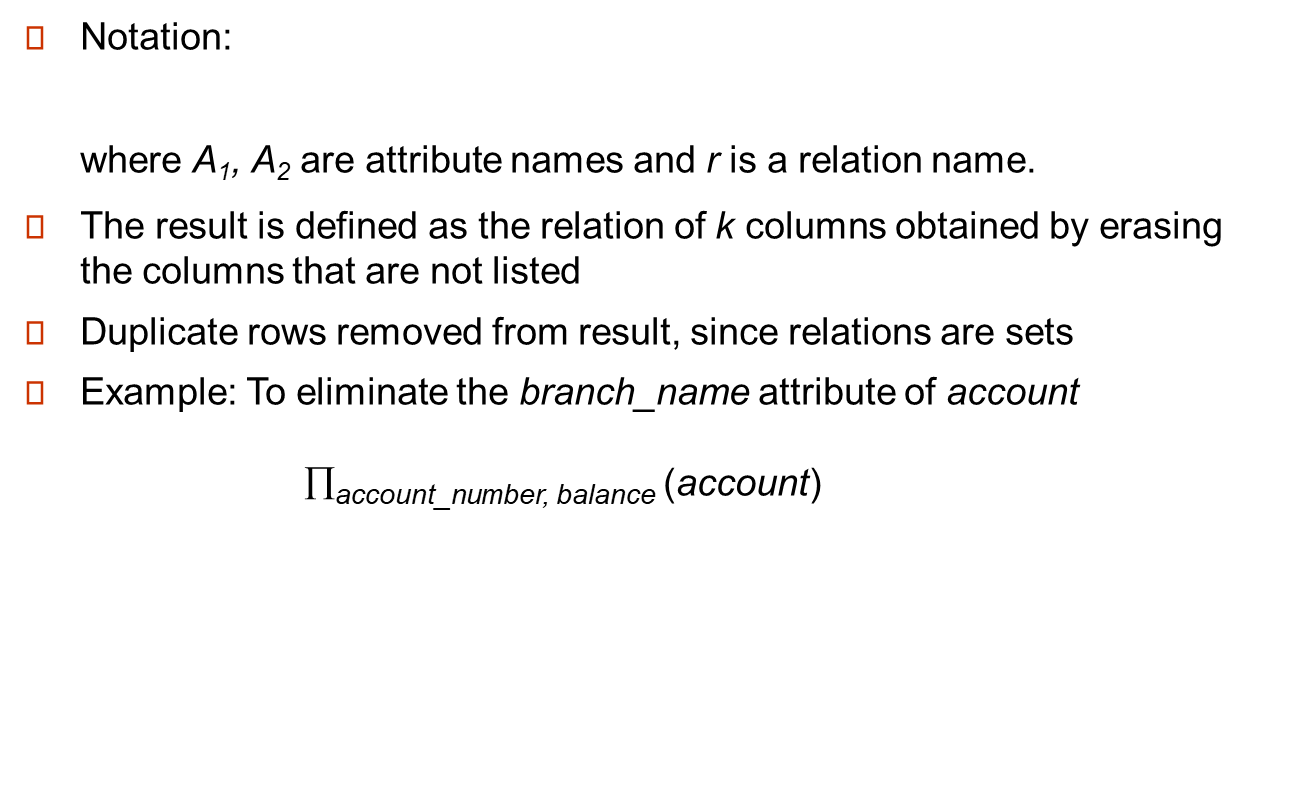 Notation:
where A1, A2 are attribute names and r is a relation name.
The result is defined as the relation of k columns obtained by erasing
the columns that are not listed
Duplicate rows removed from result, since relations are sets
Example: To eliminate the branch_name attribute of account
∏account_number, balance (account)